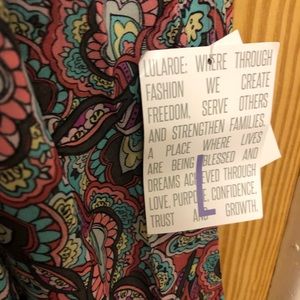 LULAROE: WHERE THROUGH
FASHION WE CREATE
FREEDOM, SERVE OTHERS
AND STRENGTHEN FAMILIES.
A PLACE WHERE LIVES
ARE BEING BLESSED AND
DREAMS ACHIEVED THROUGH
LOVE, PURPOSE, CONFIDENCE,
TRUST AND GROWTH.
L